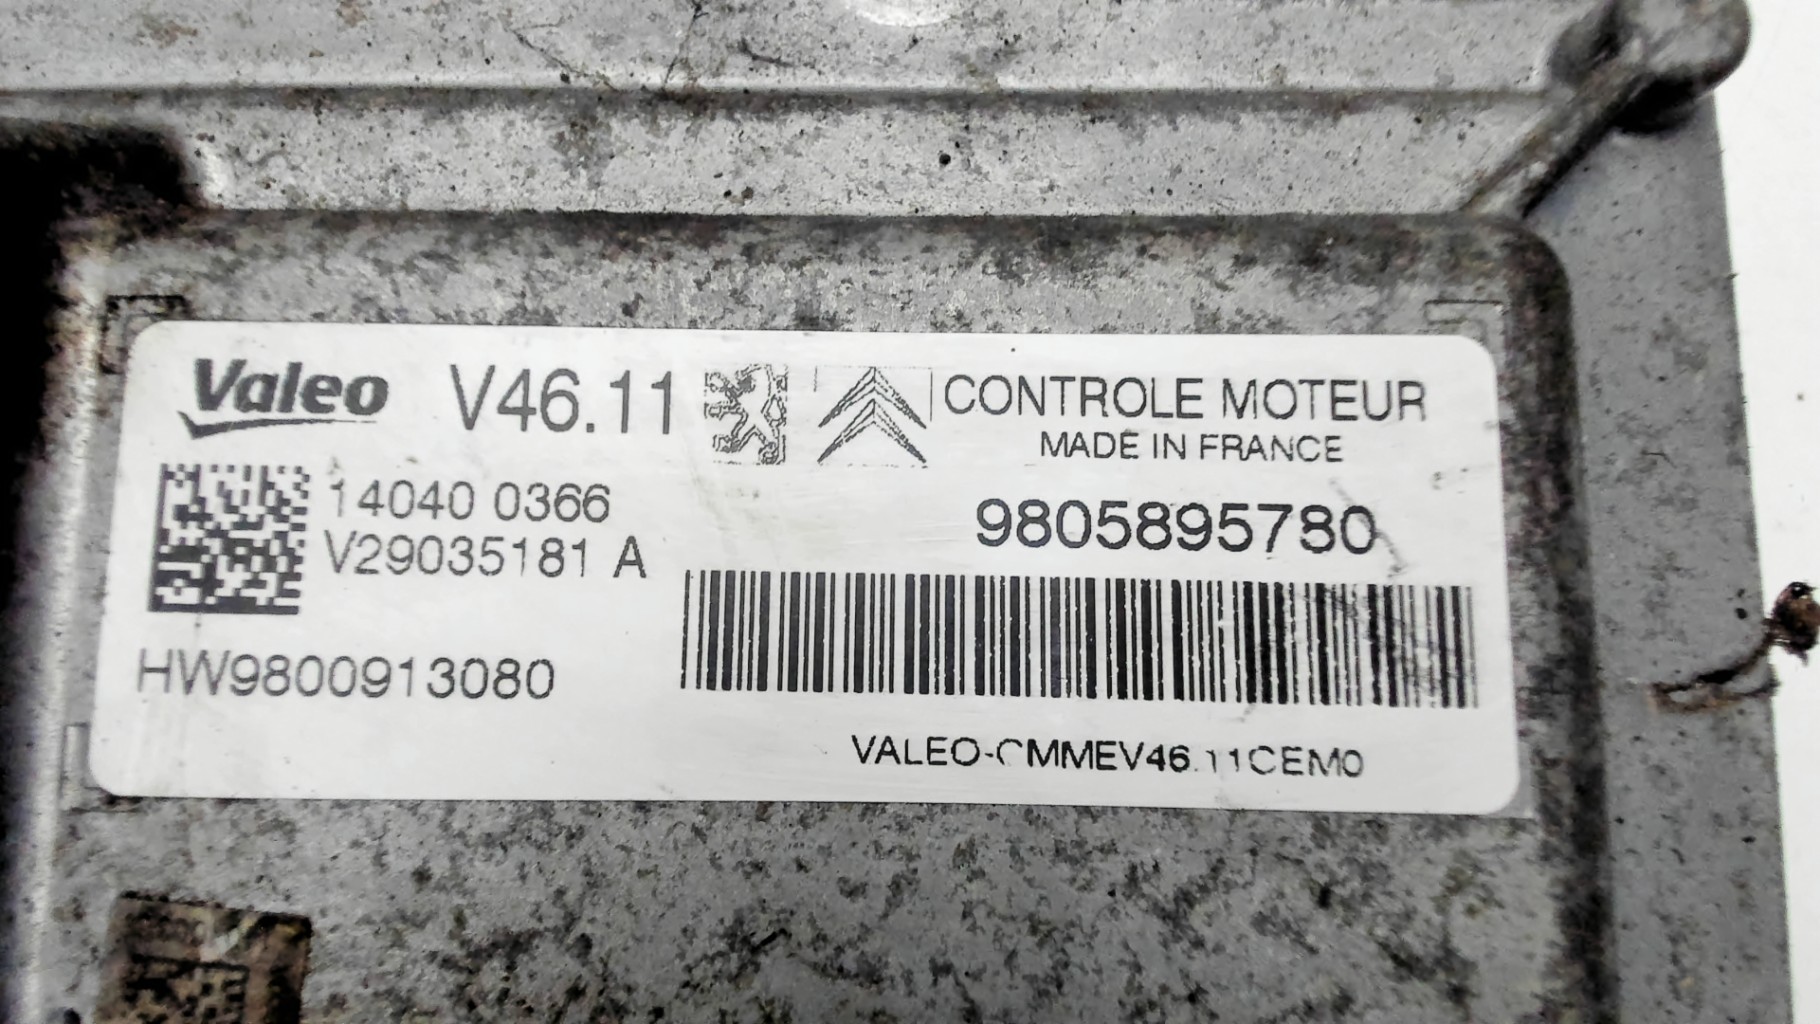 Valeo V46.11 CONTROLE MOTEUR
MADE IN FRANCE
14040 0366
V29035181 A
9805895780
HW9800913080
VALEO-CMMEV46.11CEM0